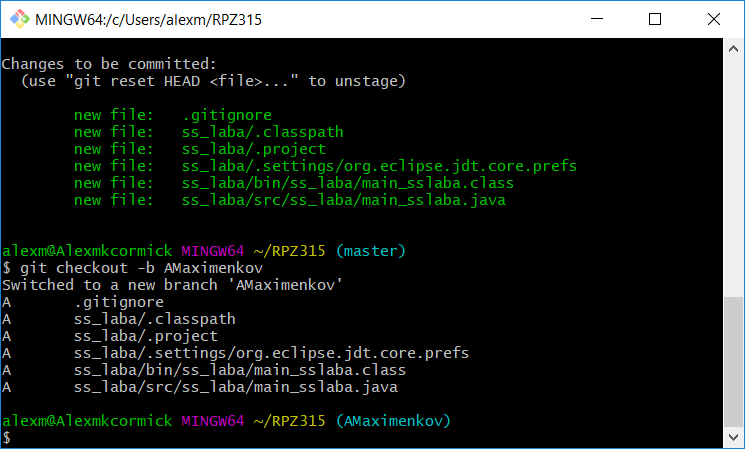 MINGW64:/c/Users/alexm/RPZ315
Changes to be committed:
  (use "git reset HEAD <file>..." to unstage)
        new file:   .gitignore
        new file:   ss_laba/.classpath
        new file:   ss_laba/.project
        new file:   ss_laba/.settings/org.eclipse.jdt.core.prefs
        new file:   ss_laba/bin/ss_laba/main_sslaba.class
        new file:   ss_laba/src/ss_laba/main_sslaba.java
alexm@Alexmkcormick MINGW64 ~/RPZ315 (master)
$ git checkout -b AMaximenkov
Switched to a new branch 'AMaximenkov'
A       .gitignore
A       ss_laba/.classpath
A       ss_laba/.project
A       ss_laba/.settings/org.eclipse.jdt.core.prefs
A       ss_laba/bin/ss_laba/main_sslaba.class
A       ss_laba/src/ss_laba/main_sslaba.java
alexm@Alexmkcormick MINGW64 ~/RPZ315 (AMaximenkov)
$